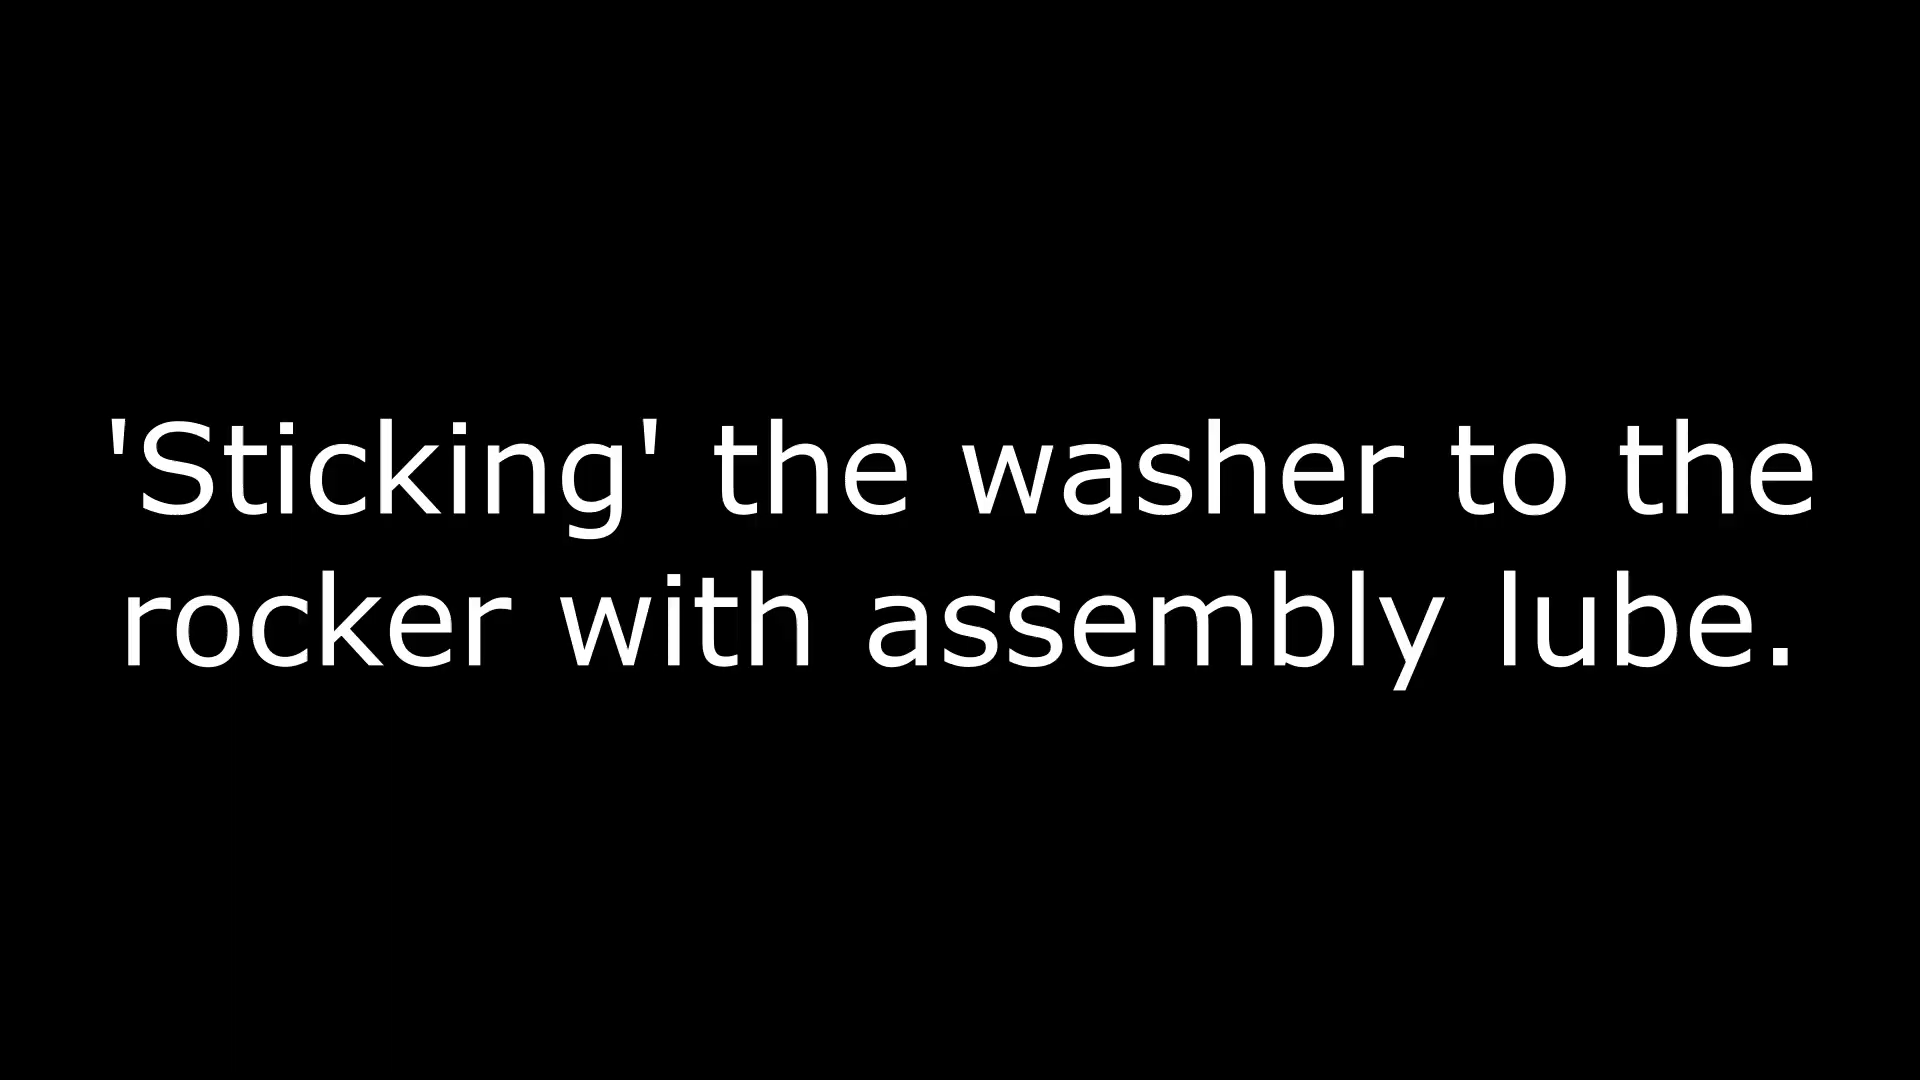 'Sticking' the washer to the
rocker with assembly lube.